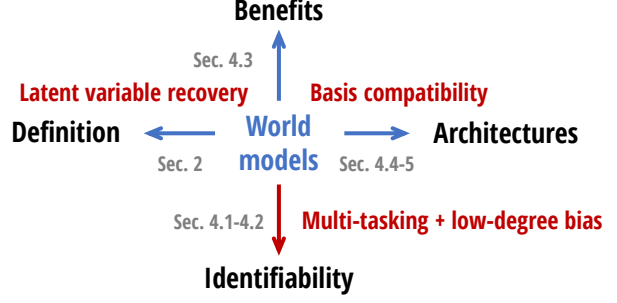 Benefits
Sec. 4.3
Latent variable recovery
Basis compatibility
Definition
World
models
Architectures
Sec. 2
Sec. 4.4-5
Sec. 4.1-4.2
Multi-tasking + low-degree bias
Identifiability